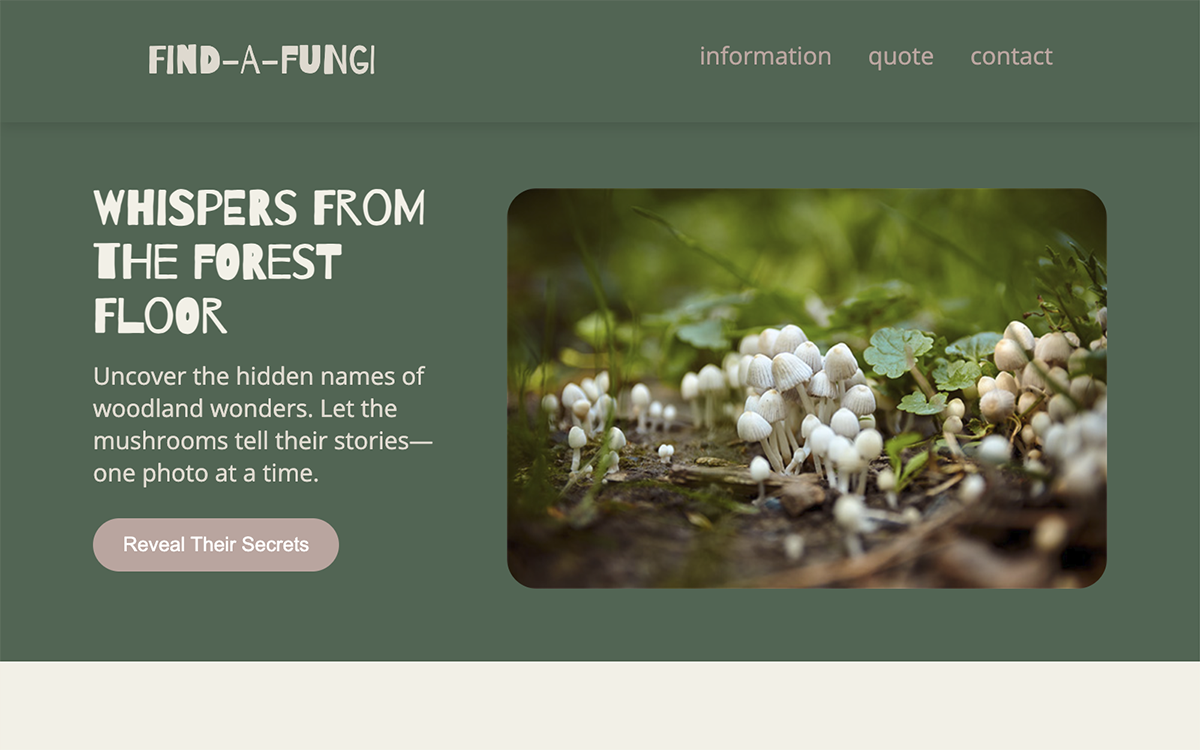 FIND-A-FUNGI
information quote contact
WHISPERS FROM
THE FOREST
FLOOR
Uncover the hidden names of
woodland wonders. Let the
mushrooms tell their stories—
one photo at a time.
Reveal Their Secrets